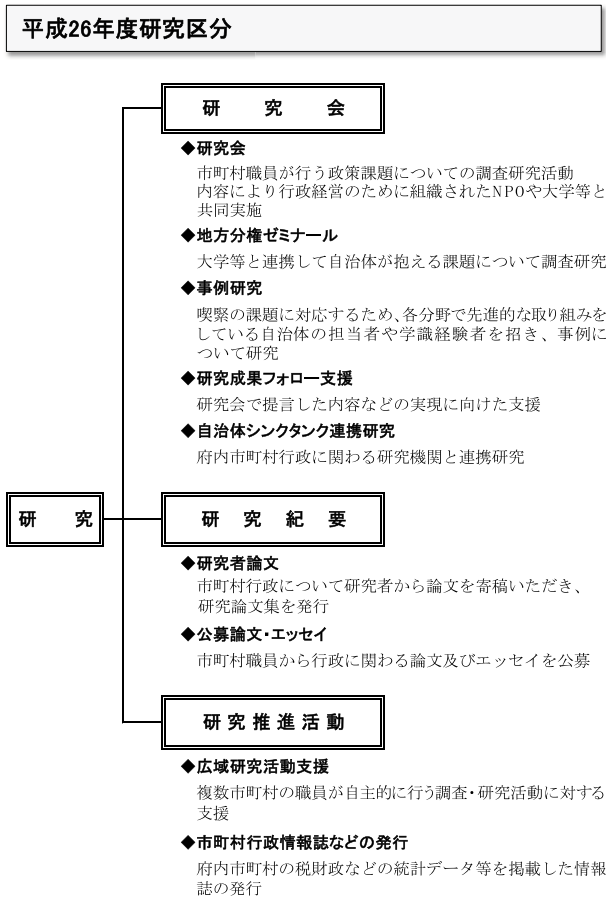 平成26年度研究区分
研究会
◆研究会
市町村職員が行う政策課題についての調査研究活動
内容により行政経営のために組織されたNPOや大学等と
共同実施
◆地方分権ゼミナール
大学等と連携して自治体が抱える課題について調査研究
◆事例研究
喫緊の課題に対応するため、各分野で先進的な取り組みを
している自治体の担当者や学識経験者を招き、事例に
ついて研究
◆研究成果フォロー支援
研究会で提言した内容などの実現に向けた支援
◆自治体シンクタンク連携研究
府内市町村行政に関わる研究機関と連携研究
研究
研究紀要
◆研究者論文
市町村行政について研究者から論文を寄稿いただき、
研究論文集を発行
◆公募論文・エッセイ
市町村職員から行政に関わる論文及びエッセイを公募
研究推進活動
◆広域研究活動支援
複数市町村の職員が自主的に行う調査・研究活動に対する
支援
◆市町村行政情報誌などの発行
府内市町村の税財政などの統計データ等を掲載した情報
誌の発行